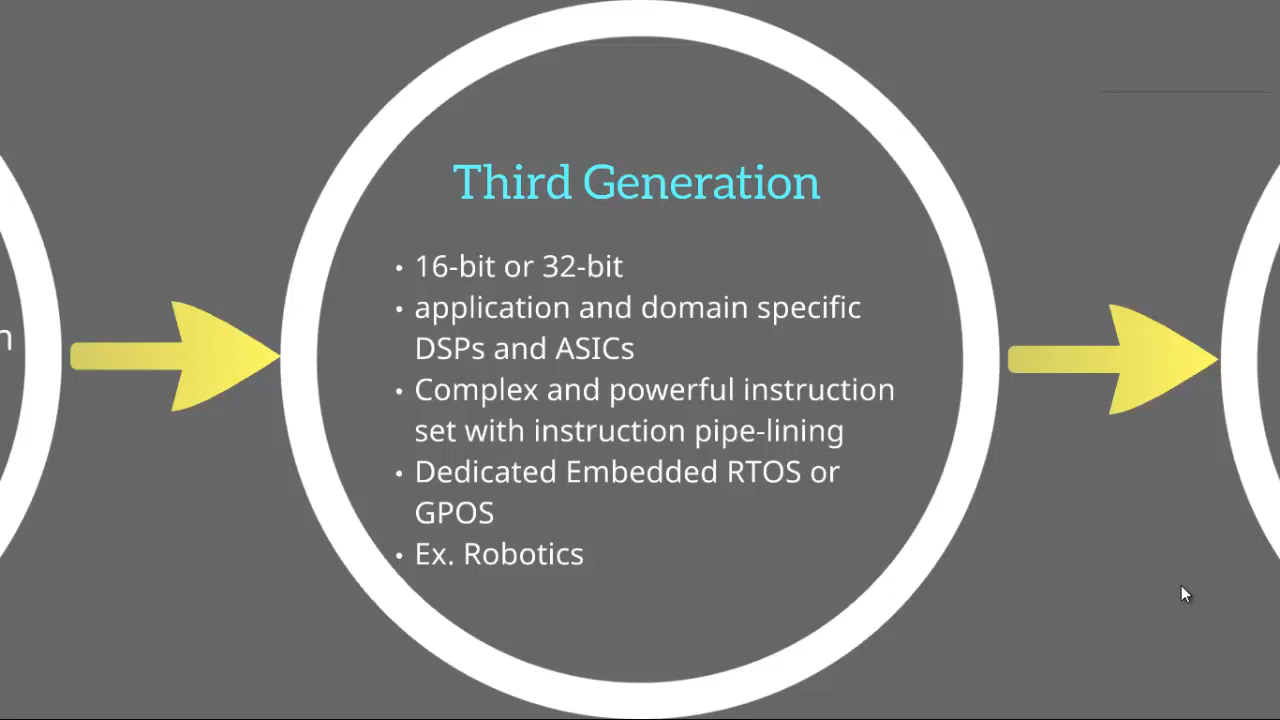 Third Generation
• 16-bit or 32-bit
• application and domain specific
DSPs and ASICs
• Complex and powerful instruction
set with instruction pipe-lining
• Dedicated Embedded RTOS or
GPOS
• Ex. Robotics